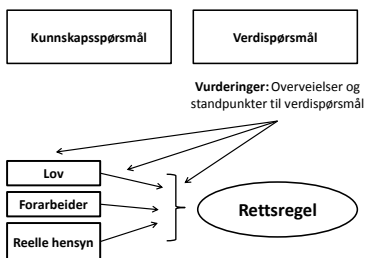 Kunnskapsspørsmål
Verdispørsmål
Vurderinger: Overveielser og
standpunkter til verdispørsmål
Lov
Forarbeider
Reelle hensyn
Rettsregel